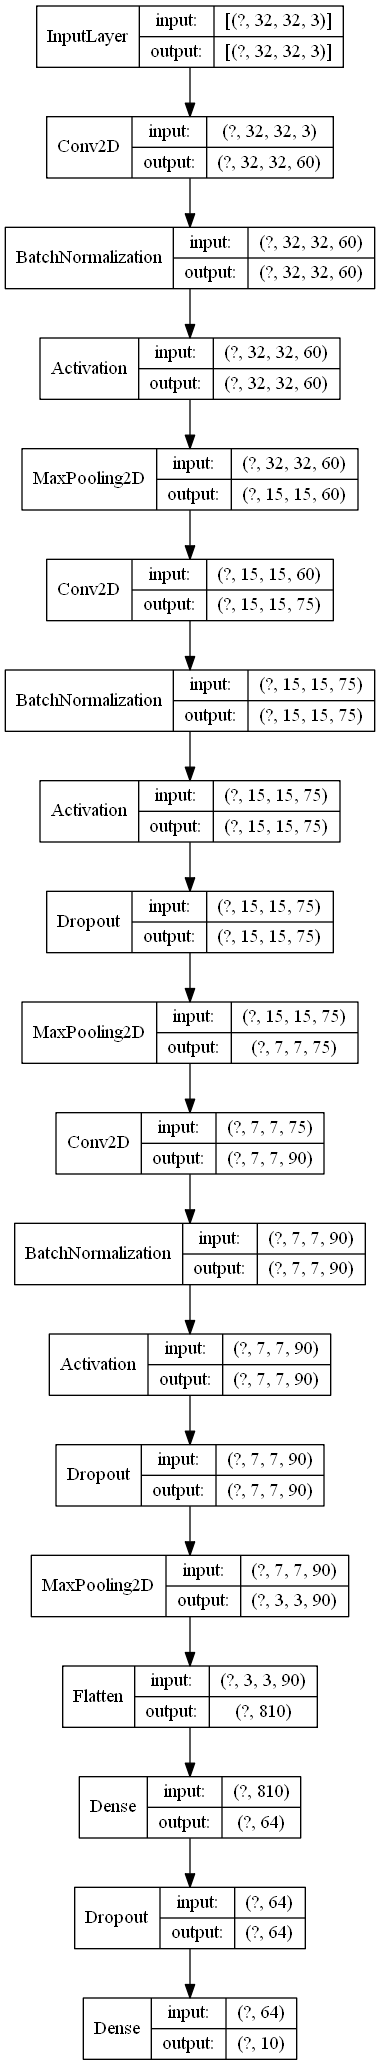 InputLayer
input: [(?, 32, 32, 3)]
output: [(?, 32, 32, 3)]
Conv2D
input: (?, 32, 32, 3)
output: (?, 32, 32, 60)
BatchNormalization
input: (?, 32, 32, 60)
output: (?, 32, 32, 60)
Activation
input: (?, 32, 32, 60)
output: (?, 32, 32, 60)
MaxPooling2D
input: (?, 32, 32, 60)
output: (?, 15, 15, 60)
Conv2D
input: (?, 15, 15, 60)
output: (?, 15, 15, 75)
BatchNormalization
input: (?, 15, 15, 75)
output: (?, 15, 15, 75)
Activation
input: (?, 15, 15, 75)
output: (?, 15, 15, 75)
Dropout
input: (?, 15, 15, 75)
output: (?, 15, 15, 75)
MaxPooling2D
input: (?, 15, 15, 75)
output: (?, 7, 7, 75)
Conv2D
input: (?, 7, 7, 75)
output: (?, 7, 7, 90)
BatchNormalization
input: (?, 7, 7, 90)
output: (?, 7, 7, 90)
Activation
input: (?, 7, 7, 90)
output: (?, 7, 7, 90)
Dropout
input: (?, 7, 7, 90)
output: (?, 7, 7, 90)
MaxPooling2D
input: (?, 7, 7, 90)
output: (?, 3, 3, 90)
Flatten
input: (?, 3, 3, 90)
output: (?, 810)
Dense
input: (?, 810)
output: (?, 64)
Dropout
input: (?, 64)
output: (?, 64)
Dense
input: (?, 64)
output: (?, 10)